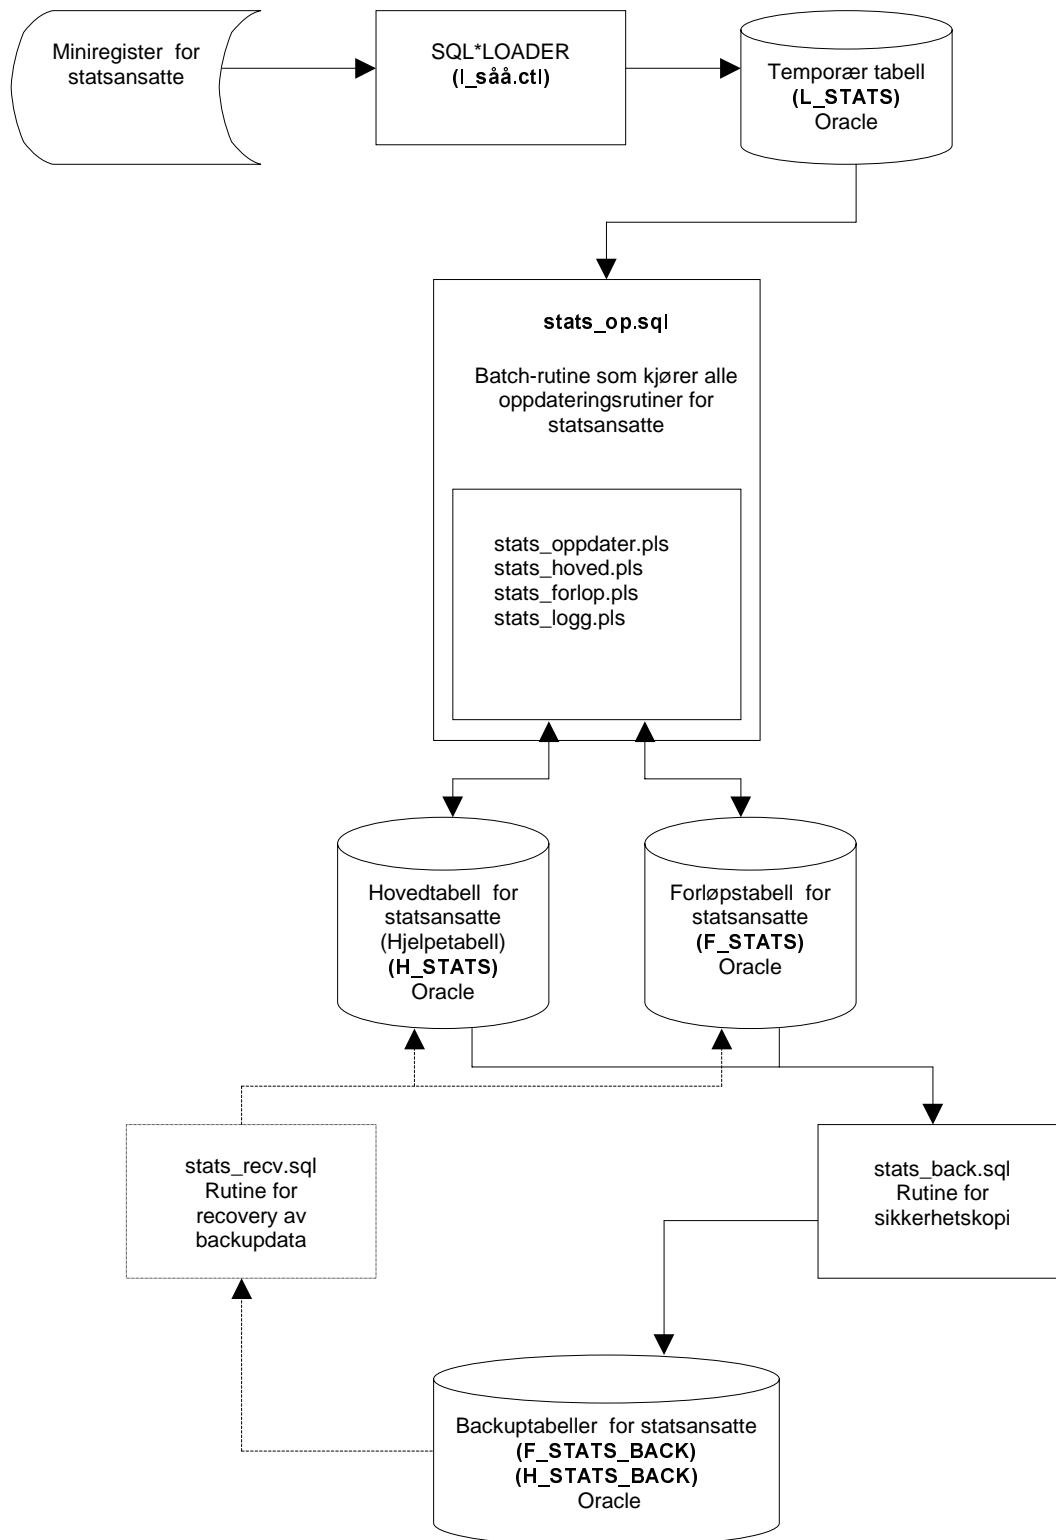 Miniregister for
statsansatte
SQL*LOADER
(l_såå.ctl)
Temporær tabell
(L_STATS)
Oracle
stats_op.sql
Batch-rutine som kjører alle
oppdateringsrutiner for
statsansatte
stats_oppdater.pls
stats_hoved.pls
stats_forlop.pls
stats_logg.pls
Hovedtabell for
statsansatte
(Hjelpetabell)
(H_STATS)
Oracle
Forløpstabell for
statsansatte
(F_STATS)
Oracle
stats_recv.sql
Rutine for
recovery av
backupdata
stats_back.sql
Rutine for
sikkerhetskopi
Backuptabeller for statsansatte
(F_STATS_BACK)
(H_STATS_BACK)
Oracle